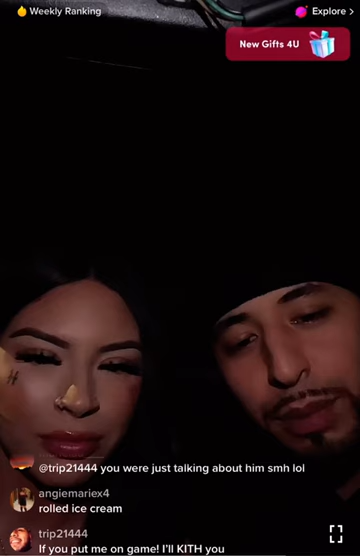 Weekly Ranking
Explore >
New Gifts 4U
@trip21444 you were just talking about him smh lol
angiemariex4
rolled ice cream
trip21444
If you put me on game! I'll KITH you